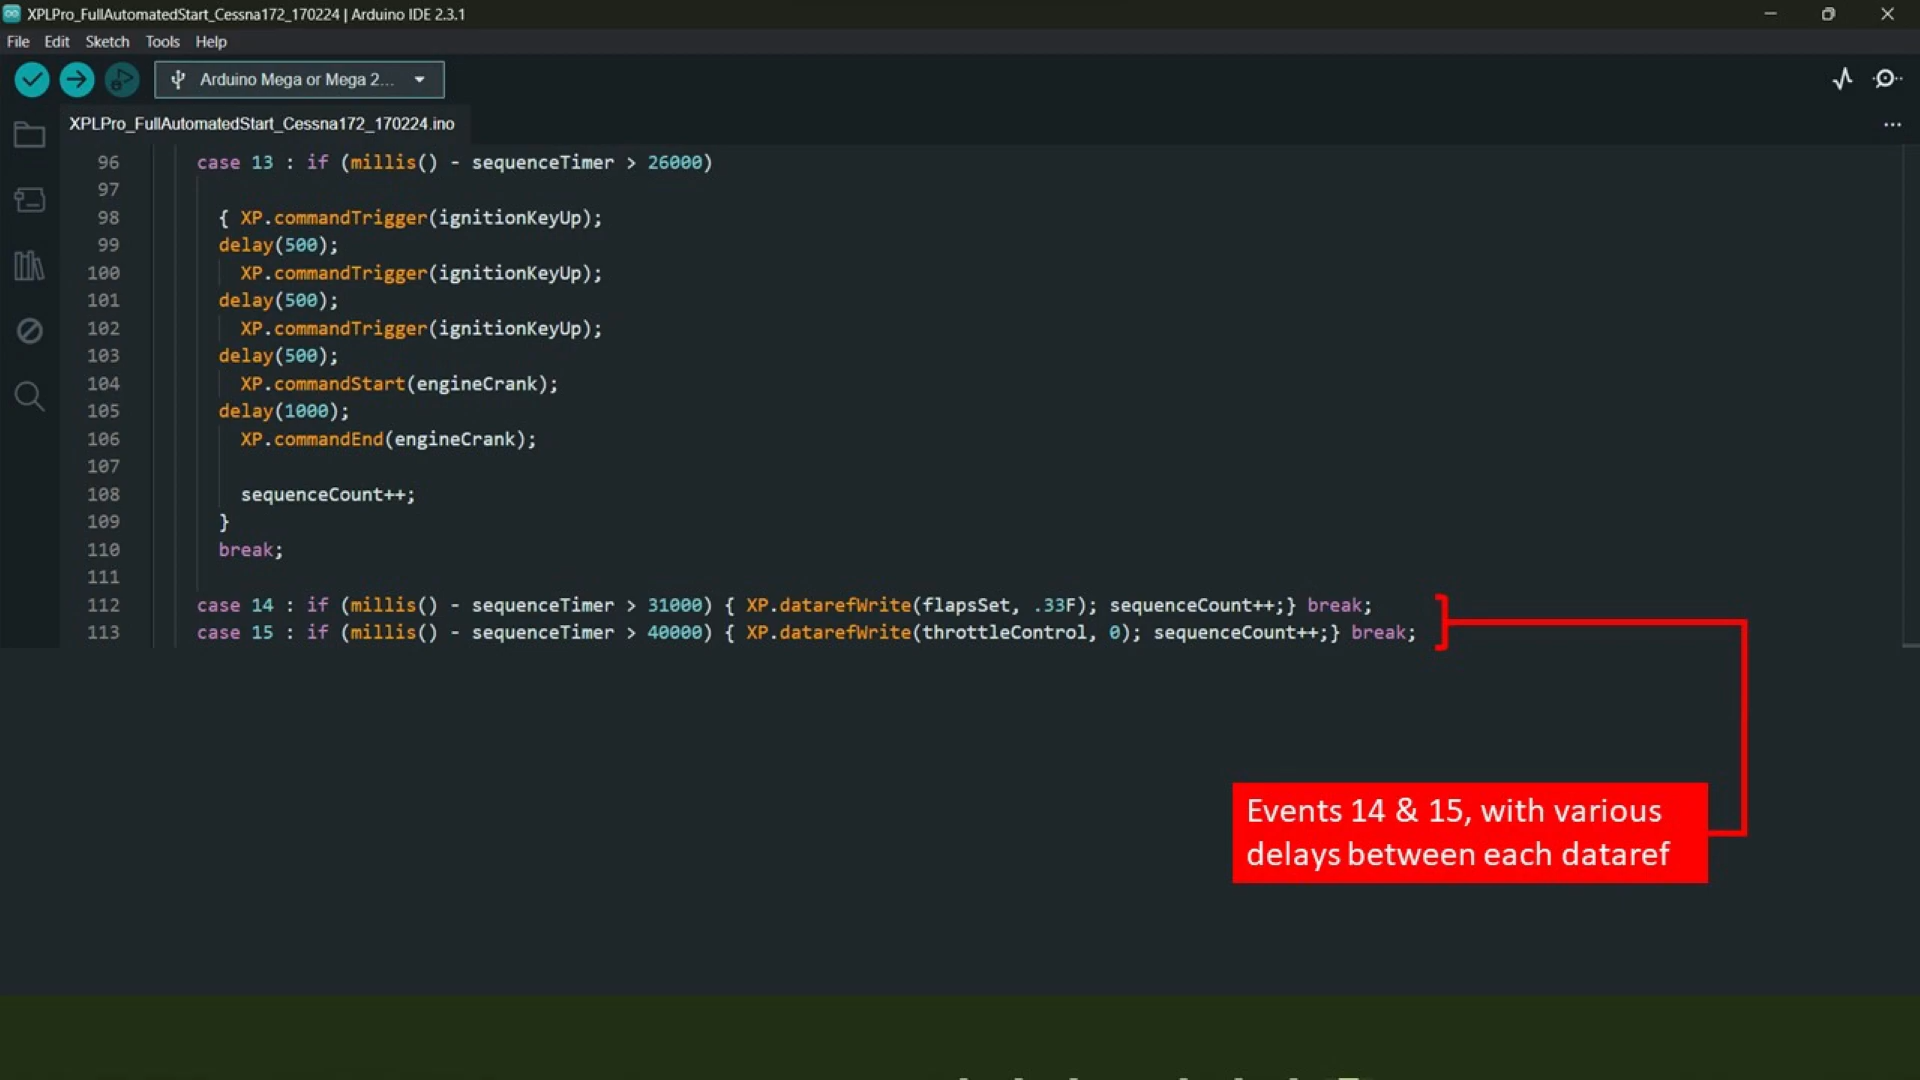 XPLPro_FullAutomatedStart_Cessna172_170224 | Arduino IDE 2.3.1
File Edit Sketch Tools Help
Arduino Mega or Mega 2...
XPLPro_FullAutomatedStart_Cessna172_170224.ino
96 case 13 : if (millis() - sequenceTimer > 26000)
97
98 { XP.commandTrigger(ignitionKeyUp);
99 delay(500);
100 XP.commandTrigger(ignitionKeyUp);
101 delay(500);
102 XP.commandTrigger(ignitionKeyUp);
103 delay(500);
104 XP.commandStart(engineCrank);
105 delay(1000);
106 XP.commandEnd(engineCrank);
107
108 sequenceCount++;
109 }
110 break;
111
112 case 14 : if (millis() - sequenceTimer > 31000) { XP.datarefWrite(flapsSet, .33F); sequenceCount++;} break;
113 case 15 : if (millis() - sequenceTimer > 40000) { XP.datarefWrite(throttleControl, 0); sequenceCount++;} break;
Events 14 & 15, with various
delays between each dataref